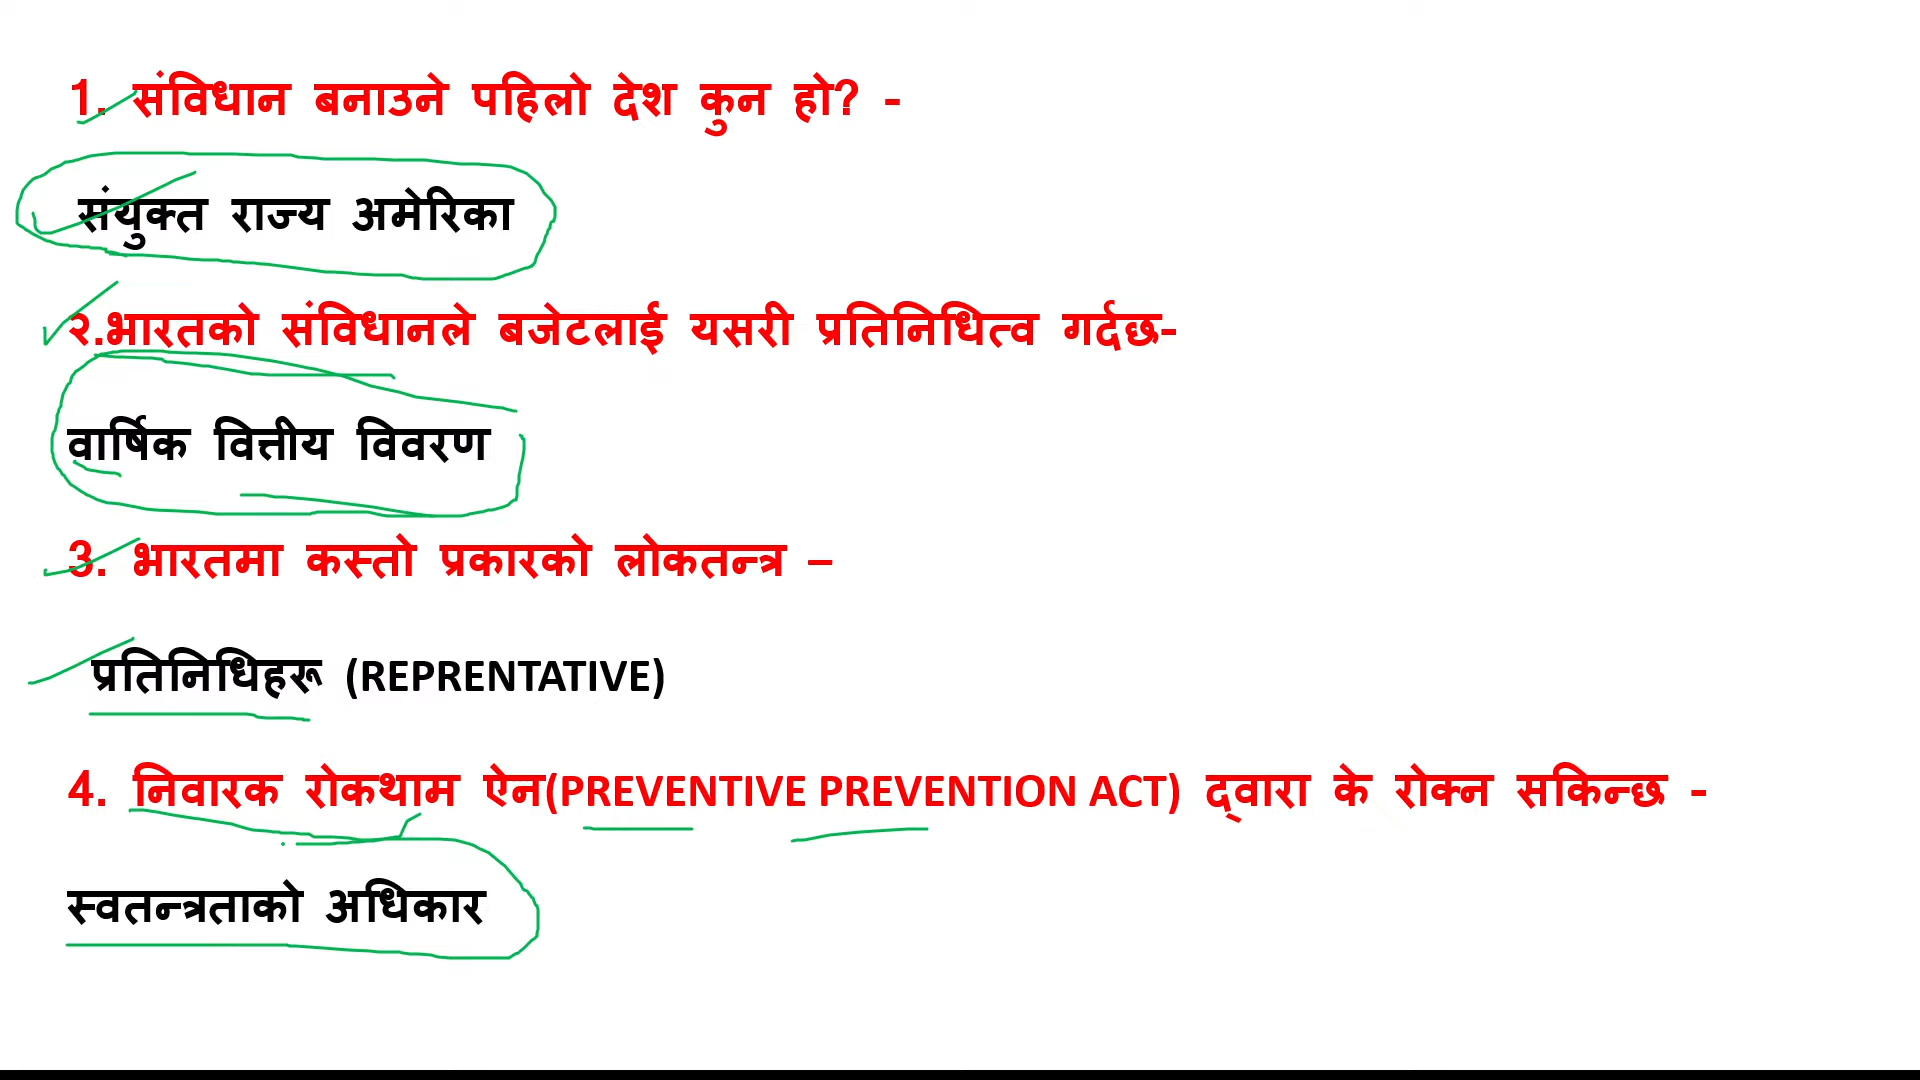 1. संविधान बनाउने पहिलो देश कुन हो? -
संयुक्त राज्य अमेरिका
२.भारतको संविधानले बजेटलाई यसरी प्रतिनिधित्व गर्दछ-
वार्षिक वित्तीय विवरण
3. भारतमा कस्तो प्रकारको लोकतन्त्र –
प्रतिनिधिहरू (REPRENTATIVE)
4. निवारक रोकथाम ऐन(PREVENTIVE PREVENTION ACT) द्वारा के रोक्न सकिन्छ -
स्वतन्त्रताको अधिकार